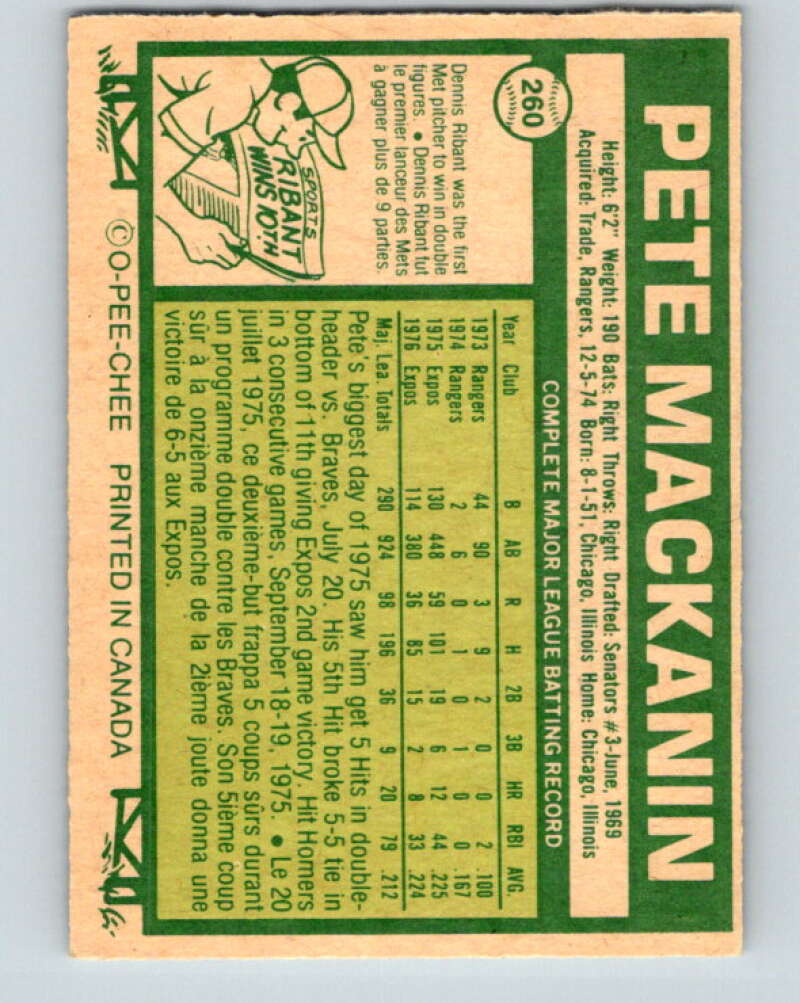 260
PETE MACKANIN
Height: 6'2" Weight: 190 Bats: Right Throws: Right Drafted: Senators #3-June, 1969
Acquired: Trade, Rangers, 12-5-74 Born: 8-1-51, Chicago, Illinois Home: Chicago, Illinois
COMPLETE MAJOR LEAGUE BATTING RECORD
Year Club B AB R H 2B 3B HR RBI AVG.
1973 Rangers 44 90 3 9 2 0 0 2 .100
1974 Rangers 2 6 0 1 0 1 0 0 .167
1975 Expos 130 448 59 101 19 6 12 44 .225
1976 Expos 114 380 36 85 15 2 8 33 .224
Maj. Lea. Totals 290 924 98 196 36 9 20 79 .212
Pete's biggest day of 1975 saw him get 5 Hits in double-
header vs. Braves, July 20. His 5th Hit broke 5-5 tie in
bottom of 11th giving Expos 2nd game victory. Hit Homers
in 3 consecutive games, September 18-19, 1975. • Le 20
juillet 1975, ce deuxième-but frappa 5 coups sûrs durant
un programme double contre les Braves. Son 5ième coup
sûr à la onzième manche de la 2ième joute donna une
victoire de 6-5 aux Expos.
Dennis Ribant was the first
Met pitcher to win in double
figures. • Dennis Ribant fut
le premier lanceur des Mets
à gagner plus de 9 parties.
SPORTS
RIBANT
WINS 10TH
© O-PEE-CHEE PRINTED IN CANADA